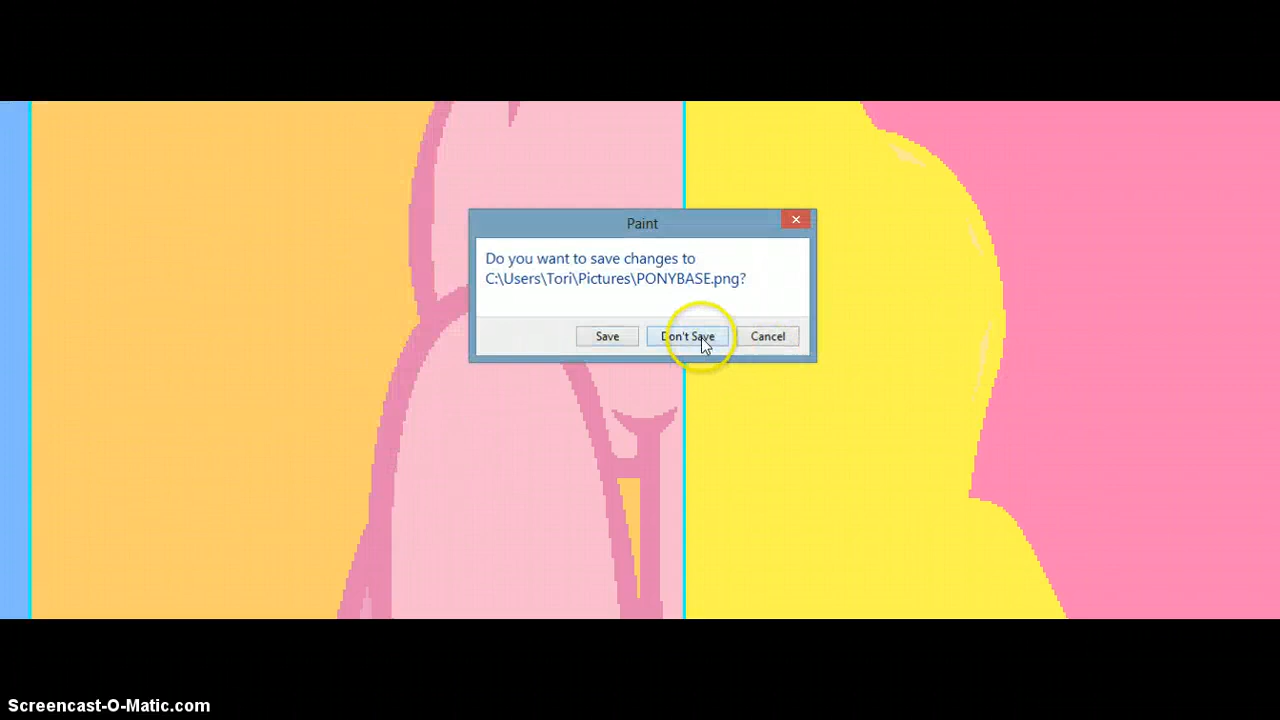 Paint
Do you want to save changes to
C:\Users\Tori\Pictures\PONYBASE.png?
Save Don't Save Cancel
Screencast-O-Matic.com